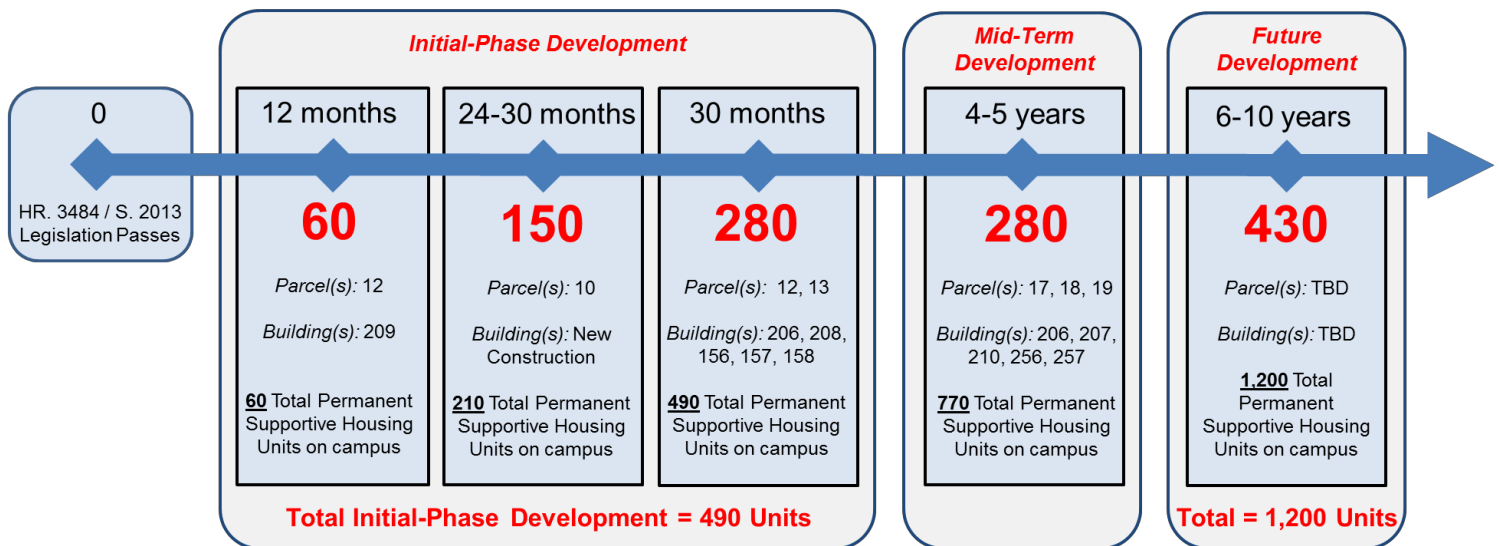 0
HR. 3484 / S. 2013
Legislation Passes
Initial-Phase Development
12 months
60
Parcel(s): 12
Building(s): 209
60 Total Permanent
Supportive Housing
Units on campus
24-30 months
150
Parcel(s): 10
Building(s): New
Construction
210 Total Permanent
Supportive Housing
Units on campus
30 months
280
Parcel(s): 12, 13
Building(s): 206, 208,
156, 157, 158
490 Total Permanent
Supportive Housing
Units on campus
Total Initial-Phase Development = 490 Units
Mid-Term
Development
4-5 years
280
Parcel(s): 17, 18, 19
Building(s): 206, 207,
210, 256, 257
770 Total Permanent
Supportive Housing
Units on campus
Future
Development
6-10 years
430
Parcel(s): TBD
Building(s): TBD
1,200 Total
Permanent
Supportive Housing
Units on campus
Total = 1,200 Units